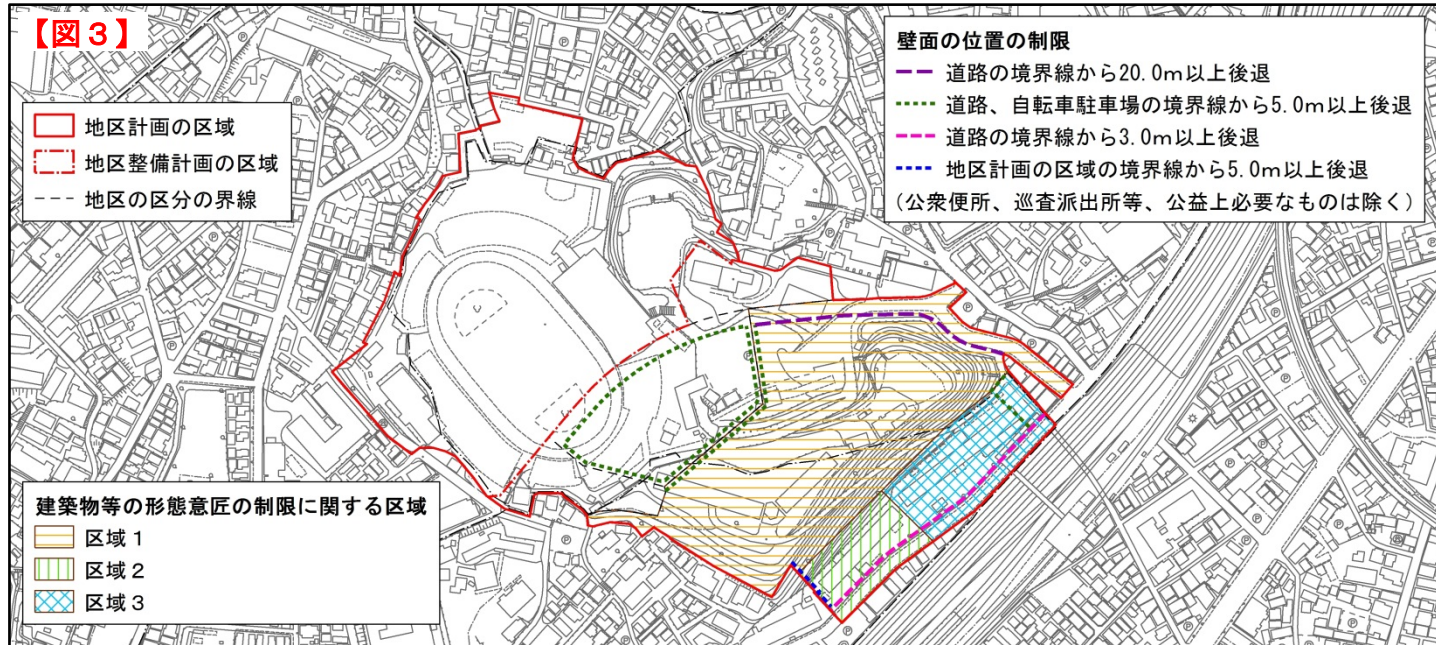 【図３】
地区計画の区域
地区整備計画の区域
地区の区分の界線
壁面の位置の制限
道路の境界線から20.0m以上後退
道路、自転車駐車場の境界線から5.0m以上後退
道路の境界線から3.0m以上後退
地区計画の区域の境界線から5.0m以上後退
(公衆便所、巡査派出所等、公益上必要なものは除く)
建築物等の形態意匠の制限に関する区域
区域１
区域２
区域３